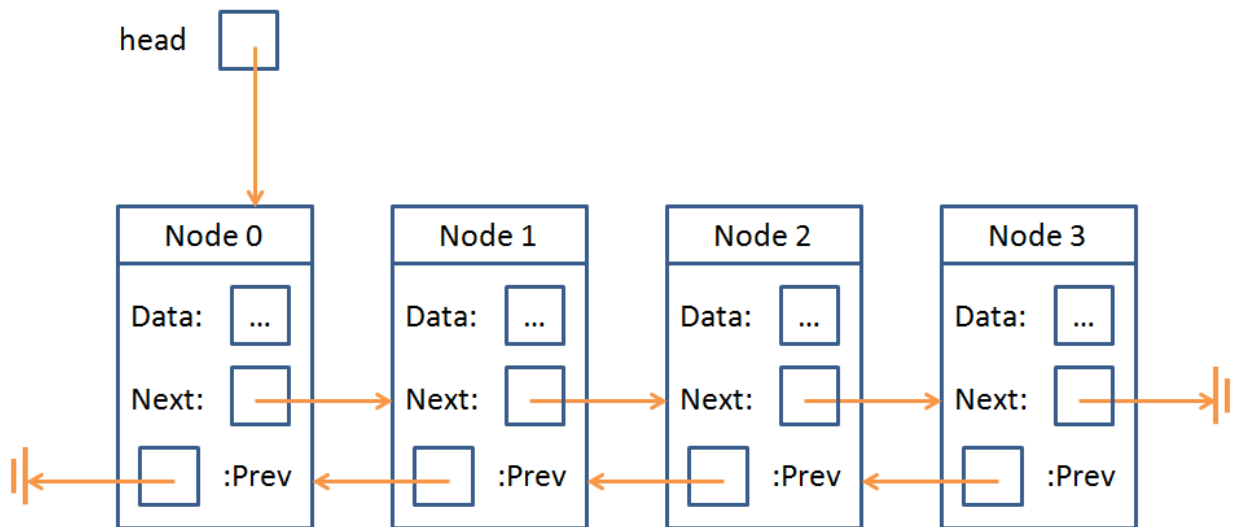 head
Node 0
Data: ...
Next:
:Prev
Node 1
Data: ...
Next:
:Prev
Node 2
Data: ...
Next:
:Prev
Node 3
Data: ...
Next:
:Prev